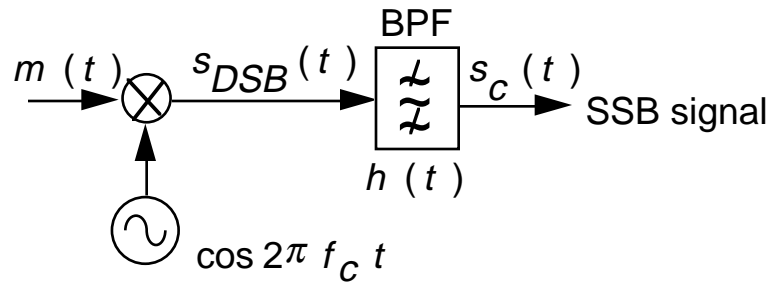 BPF
m (t)
s_DSB (t)
s_c (t)
SSB signal
h (t)
cos 2π f_c t